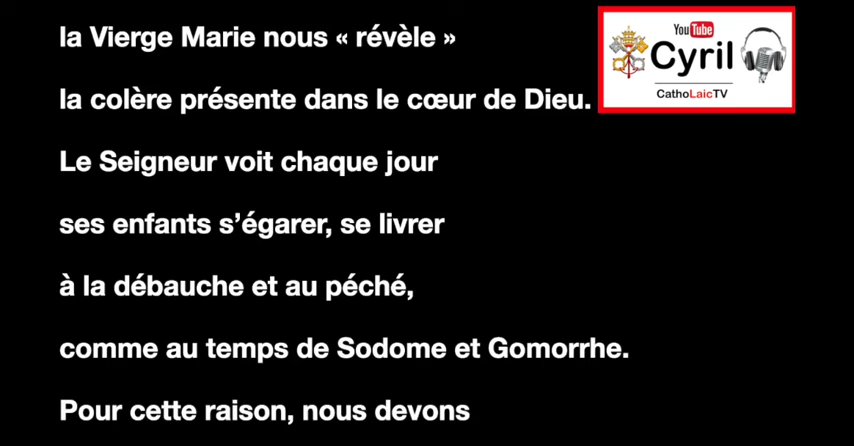 la Vierge Marie nous « révèle »
la colère présente dans le cœur de Dieu.
Le Seigneur voit chaque jour
ses enfants s’égarer, se livrer
à la débauche et au péché,
comme au temps de Sodome et Gomorrhe.
Pour cette raison, nous devons
YouTube
Cyril
CathoLaicTV